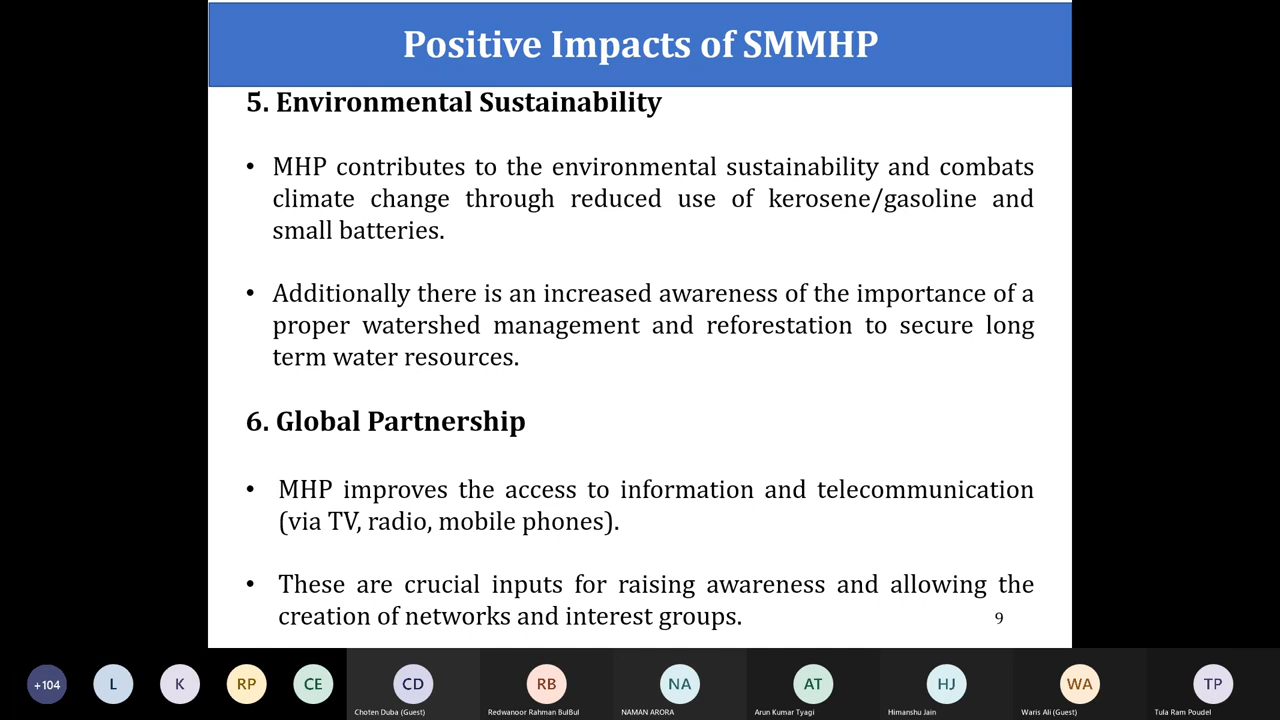 Positive Impacts of SMMHP
5. Environmental Sustainability
• MHP contributes to the environmental sustainability and combats
climate change through reduced use of kerosene/gasoline and
small batteries.
• Additionally there is an increased awareness of the importance of a
proper watershed management and reforestation to secure long
term water resources.
6. Global Partnership
• MHP improves the access to information and telecommunication
(via TV, radio, mobile phones).
• These are crucial inputs for raising awareness and allowing the
creation of networks and interest groups.
9
+104 L K RP CE CD RB NA AT HJ WA TP
Choten Duba (Guest) Redwanoor Rahman BulBul NAMAN ARORA Arun Kumar Tyagi Himanshu Jain Waris Ali (Guest) Tula Ram Poudel